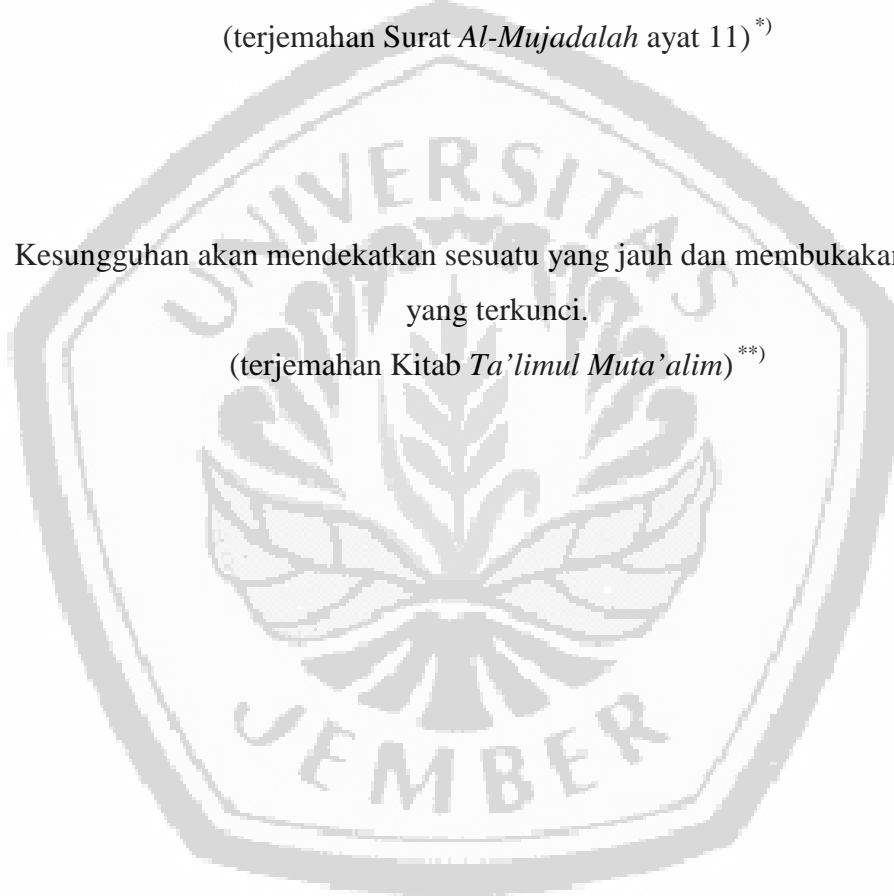 (terjemahan Surat Al-Mujadalah ayat 11) *)
UNIVERSITAS
Kesungguhan akan mendekatkan sesuatu yang jauh dan membukakan
yang terkunci.
(terjemahan Kitab Ta’limul Muta’alim) **)
JEMBER